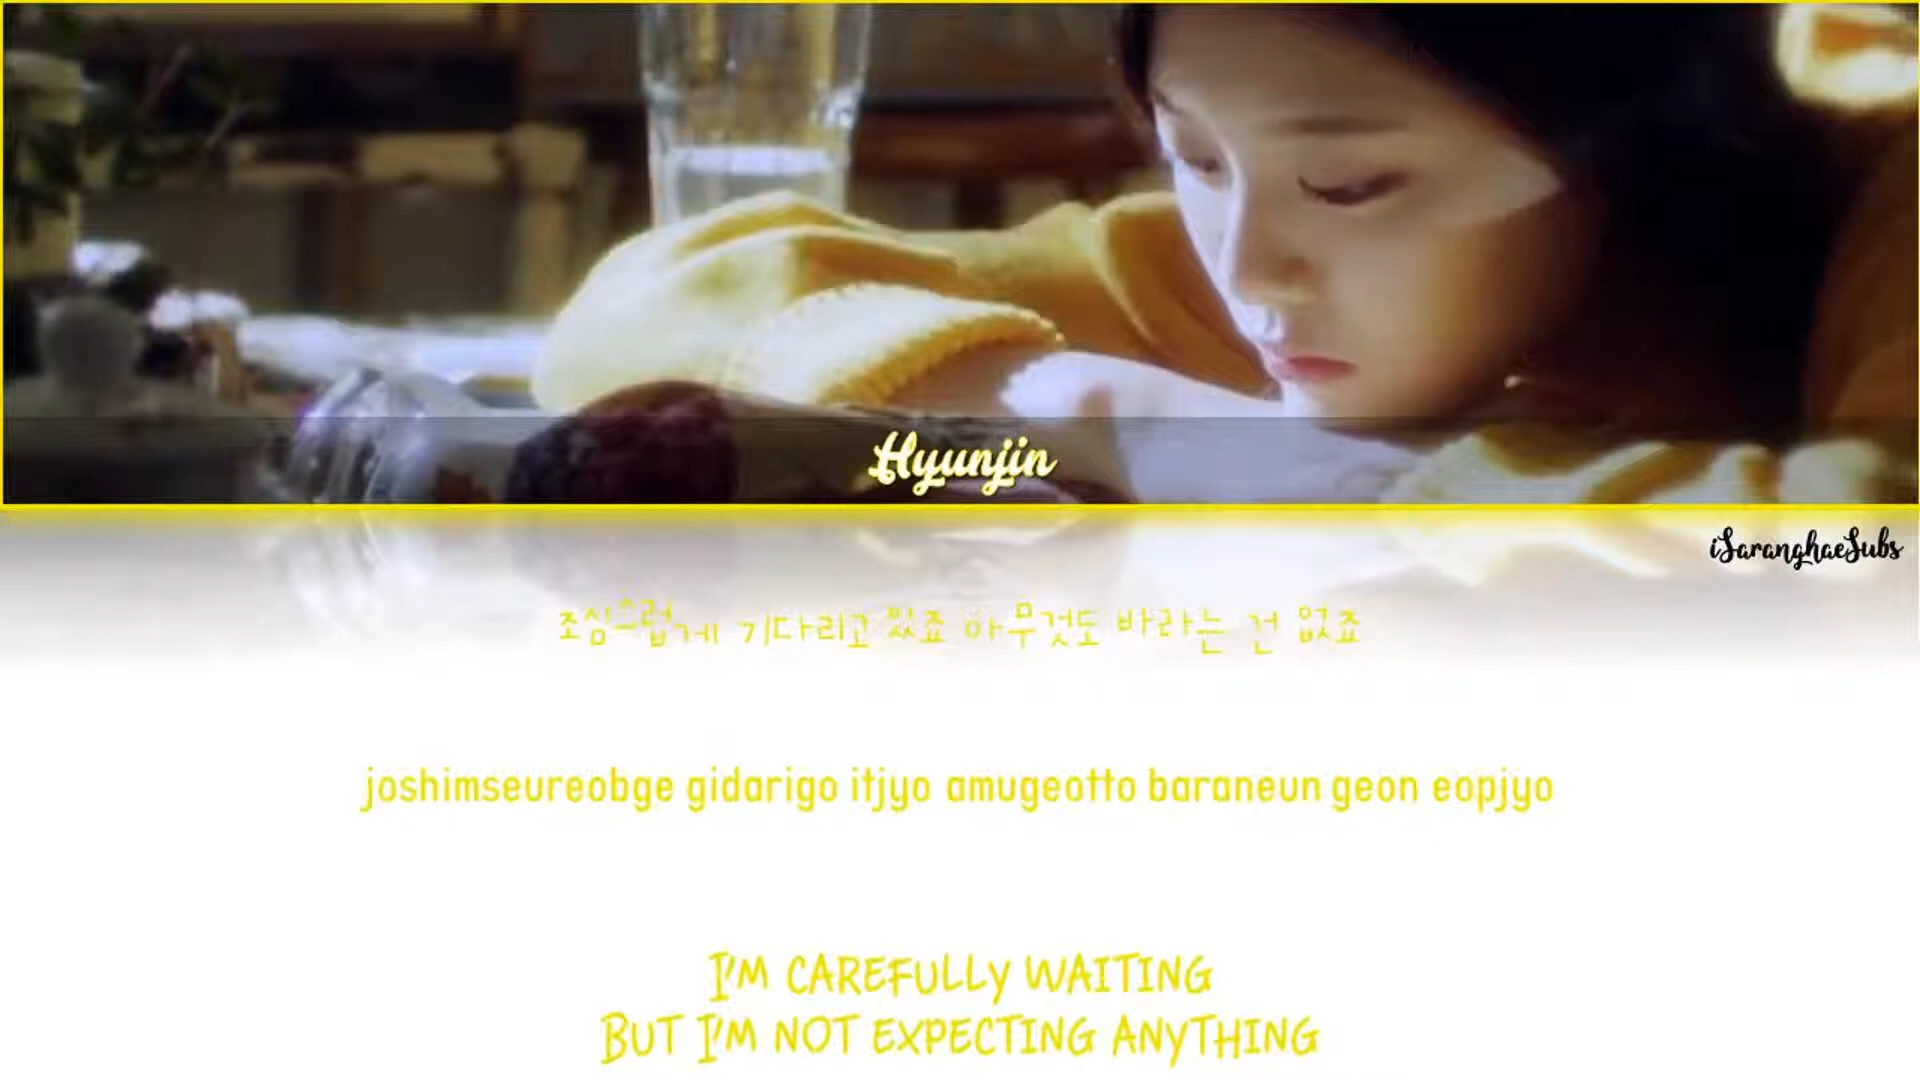 Hyunjin
iSaranghaeSubs
조심스럽게 기다리고 있죠 아무것도 바라는 건 없죠
joshimseureobge gidarigo itjyo amugeotto baraneun geon eopjyo
I'M CAREFULLY WAITING
BUT I'M NOT EXPECTING ANYTHING